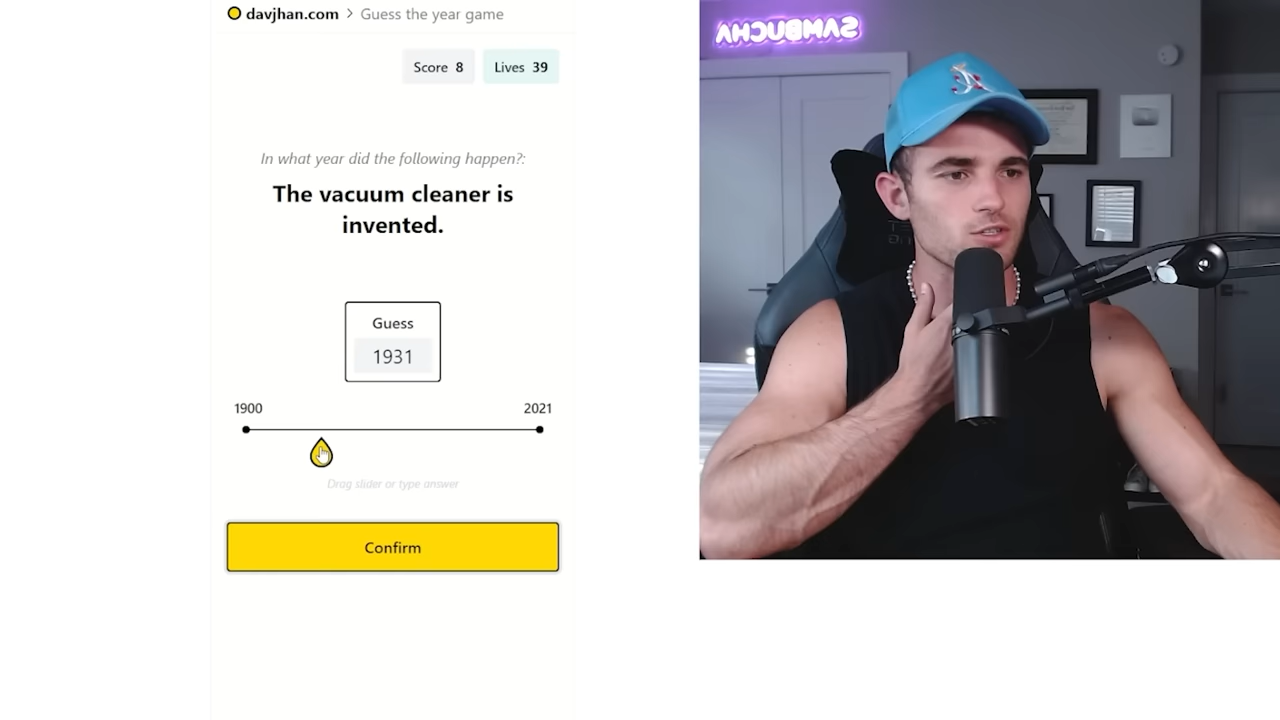 davjhan.com > Guess the year game
Score 8
Lives 39
In what year did the following happen?:
The vacuum cleaner is
invented.
Guess
1931
1900
2021
Drag slider or type answer
Confirm
SAMBUCHA